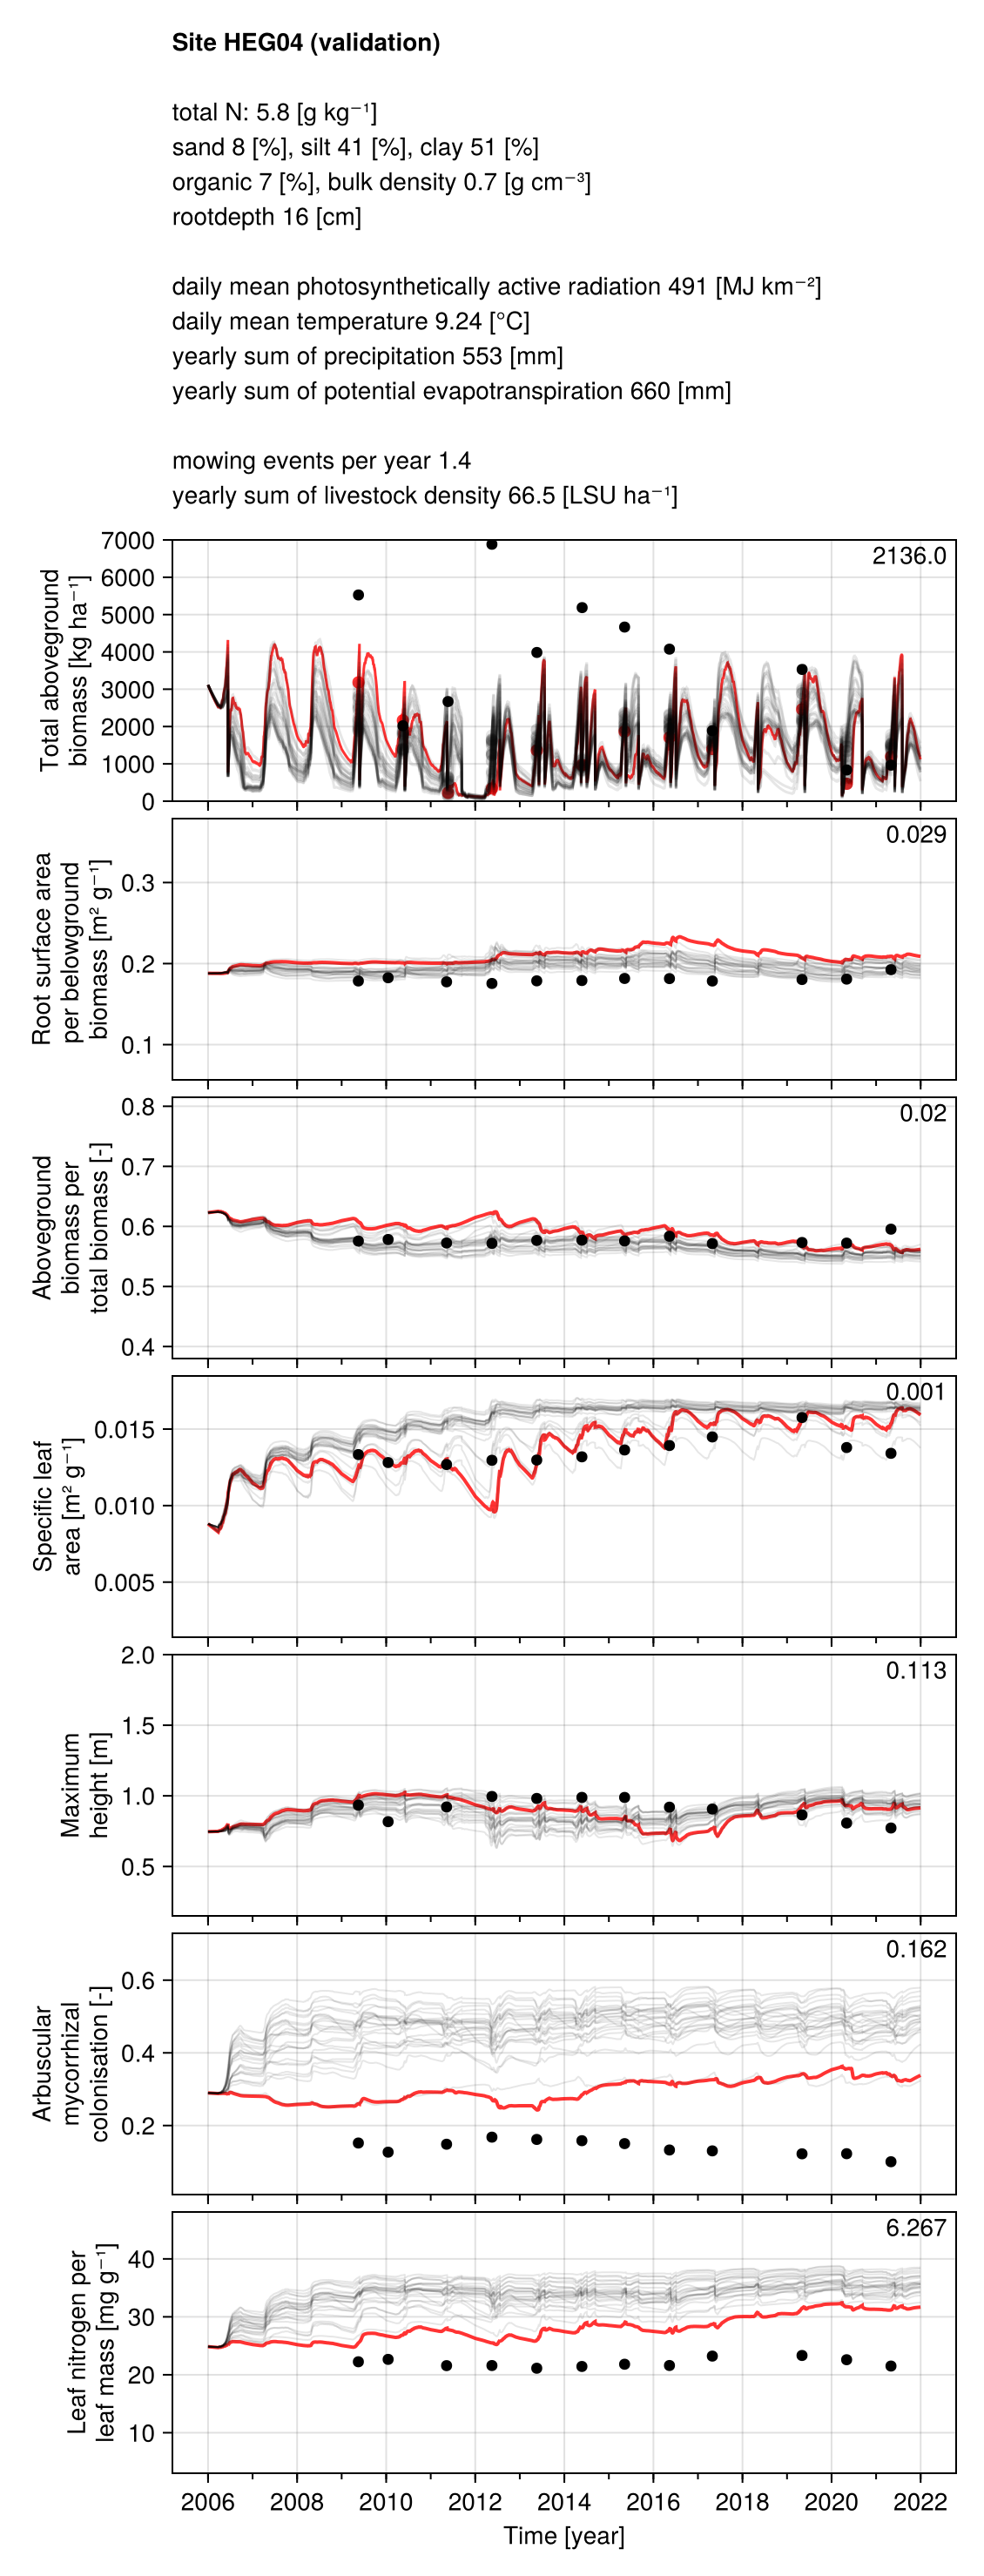 Site HEG04 (validation)
total N: 5.8 [g kg⁻¹]
sand 8 [%], silt 41 [%], clay 51 [%]
organic 7 [%], bulk density 0.7 [g cm⁻³]
rootdepth 16 [cm]
daily mean photosynthetically active radiation 491 [MJ km⁻²]
daily mean temperature 9.24 [°C]
yearly sum of precipitation 553 [mm]
yearly sum of potential evapotranspiration 660 [mm]
mowing events per year 1.4
yearly sum of livestock density 66.5 [LSU ha⁻¹]
Total aboveground
biomass [kg ha⁻¹]
7000
6000
5000
4000
3000
2000
1000
0
2136.0
Root surface area
per belowground
biomass [m² g⁻¹]
0.3
0.2
0.1
0.029
Aboveground
biomass per
total biomass [-]
0.8
0.7
0.6
0.5
0.4
0.02
Specific leaf
area [m² g⁻¹]
0.015
0.010
0.005
0.001
Maximum
height [m]
2.0
1.5
1.0
0.5
0.113
Arbuscular
mycorrhizal
colonisation [-]
0.6
0.4
0.2
0.162
Leaf nitrogen per
leaf mass [mg g⁻¹]
40
30
20
10
6.267
2006 2008 2010 2012 2014 2016 2018 2020 2022
Time [year]